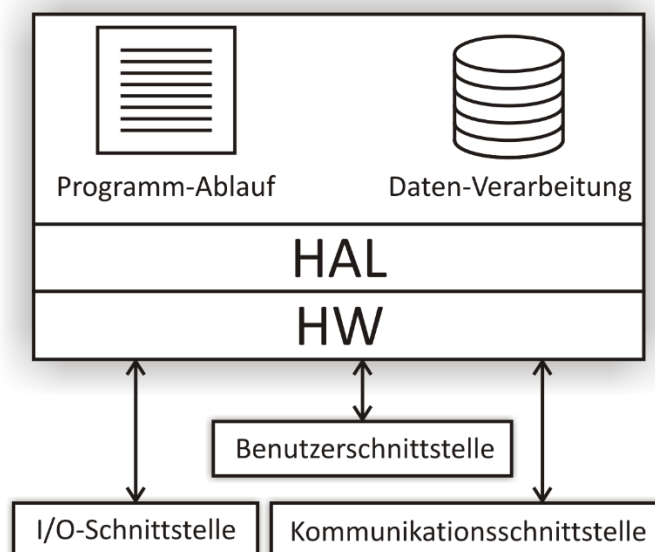 Programm-Ablauf
Daten-Verarbeitung
HAL
HW
Benutzerschnittstelle
I/O-Schnittstelle
Kommunikationsschnittstelle